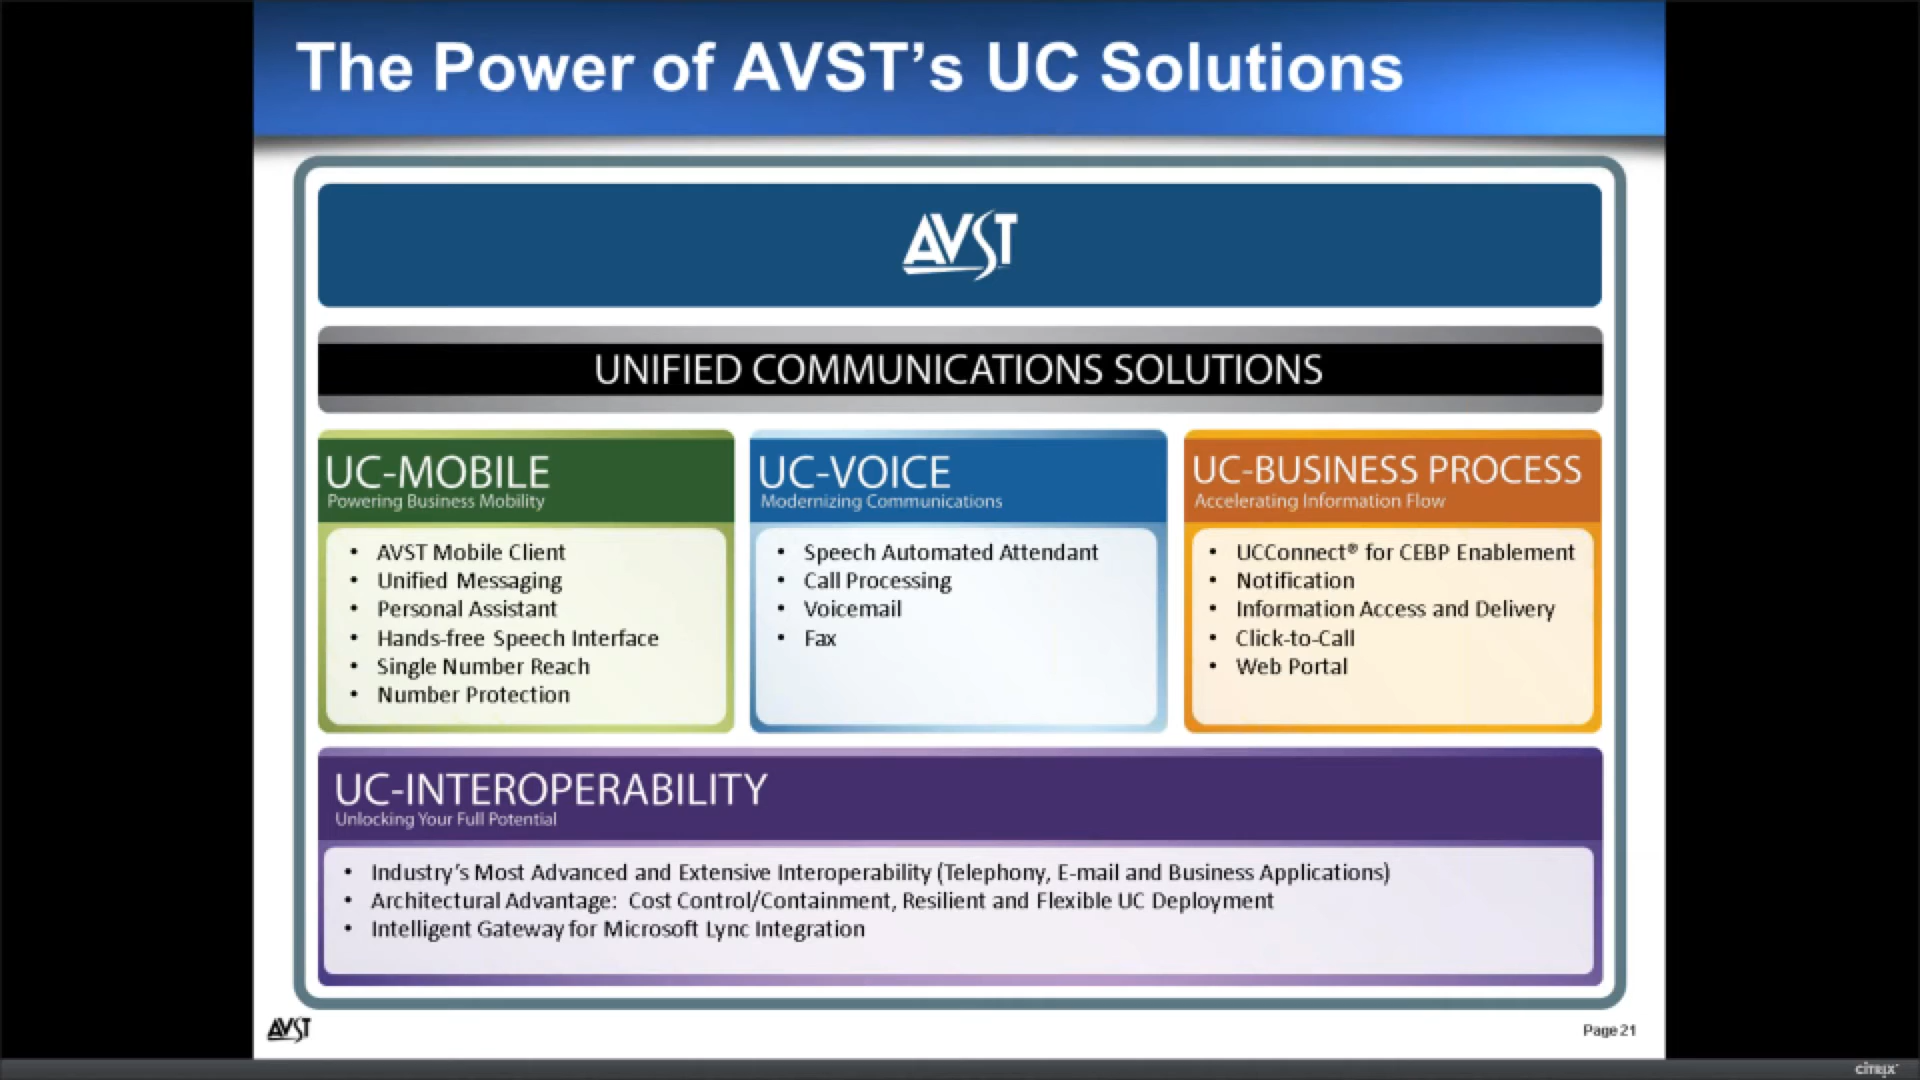 The Power of AVST's UC Solutions
AVST
UNIFIED COMMUNICATIONS SOLUTIONS
UC-MOBILE
Powering Business Mobility
• AVST Mobile Client
• Unified Messaging
• Personal Assistant
• Hands-free Speech Interface
• Single Number Reach
• Number Protection
UC-VOICE
Modernizing Communications
• Speech Automated Attendant
• Call Processing
• Voicemail
• Fax
UC-BUSINESS PROCESS
Accelerating Information Flow
• UCConnect® for CEBP Enablement
• Notification
• Information Access and Delivery
• Click-to-Call
• Web Portal
UC-INTEROPERABILITY
Unlocking Your Full Potential
• Industry's Most Advanced and Extensive Interoperability (Telephony, E-mail and Business Applications)
• Architectural Advantage: Cost Control/Containment, Resilient and Flexible UC Deployment
• Intelligent Gateway for Microsoft Lync Integration
AVST
Page 21
CITRIX